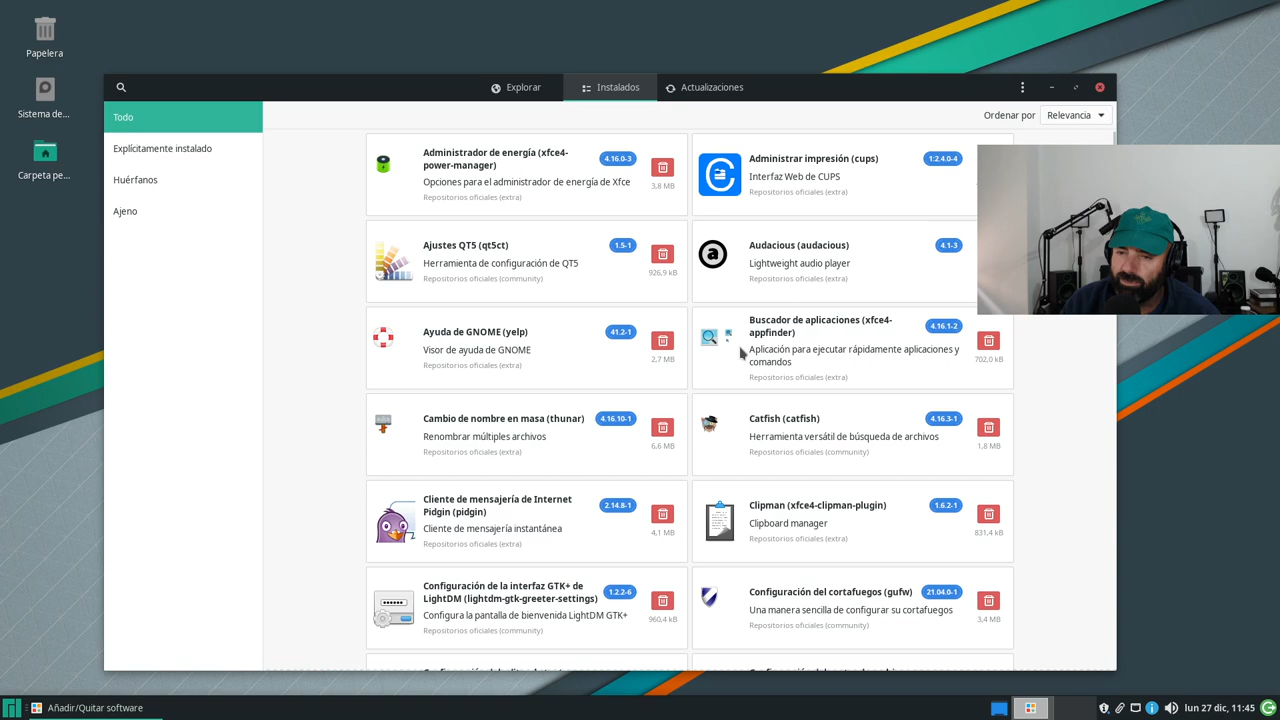 Papelera
Sistema de...
Carpeta pe...
Explorar
Instalados
Actualizaciones
Todo
Explícitamente instalado
Huérfanos
Ajeno
Ordenar por
Relevancia
Administrador de energía (xfce4-
power-manager)
4.16.0-3
Opciones para el administrador de energía de Xfce
Repositorios oficiales (extra)
3,8 MB
Administrar impresión (cups)
1:2.4.0-4
Interfaz Web de CUPS
Repositorios oficiales (extra)
Ajustes QT5 (qt5ct)
1.5-1
Herramienta de configuración de QT5
Repositorios oficiales (community)
926,9 kB
Audacious (audacious)
4.1-3
Lightweight audio player
Repositorios oficiales (extra)
Ayuda de GNOME (yelp)
41.2-1
Visor de ayuda de GNOME
Repositorios oficiales (extra)
2,7 MB
Buscador de aplicaciones (xfce4-
appfinder)
4.16.1-2
Aplicación para ejecutar rápidamente aplicaciones y
comandos
Repositorios oficiales (extra)
702,0 kB
Cambio de nombre en masa (thunar)
4.16.10-1
Renombrar múltiples archivos
Repositorios oficiales (extra)
6,6 MB
Catfish (catfish)
4.16.3-1
Herramienta versátil de búsqueda de archivos
Repositorios oficiales (community)
1,8 MB
Cliente de mensajería de Internet
Pidgin (pidgin)
2.14.8-1
Cliente de mensajería instantánea
Repositorios oficiales (extra)
4,1 MB
Clipman (xfce4-clipman-plugin)
1.6.2-1
Clipboard manager
Repositorios oficiales (extra)
831,4 kB
Configuración de la interfaz GTK+ de
LightDM (lightdm-gtk-greeter-settings)
1.2.2-6
Configura la pantalla de bienvenida LightDM GTK+
Repositorios oficiales (community)
960,4 kB
Configuración del cortafuegos (gufw)
21.04.0-1
Una manera sencilla de configurar su cortafuegos
Repositorios oficiales (community)
3,4 MB
Añadir/Quitar software
lun 27 dic, 11:45